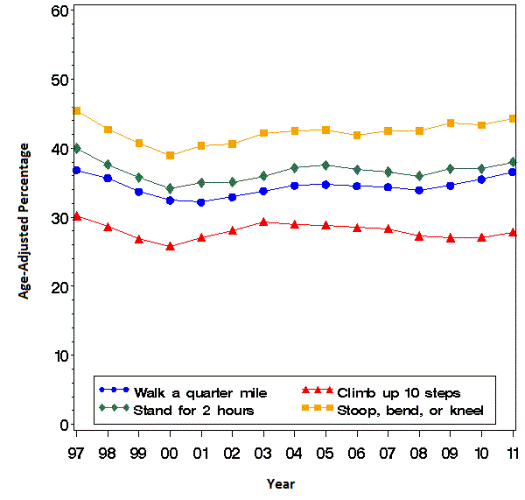 60
50
40
30
20
10
0
Age-Adjusted Percentage
Walk a quarter mile
Climb up 10 steps
Stand for 2 hours
Stoop, bend, or kneel
97 98 99 00 01 02 03 04 05 06 07 08 09 10 11
Year